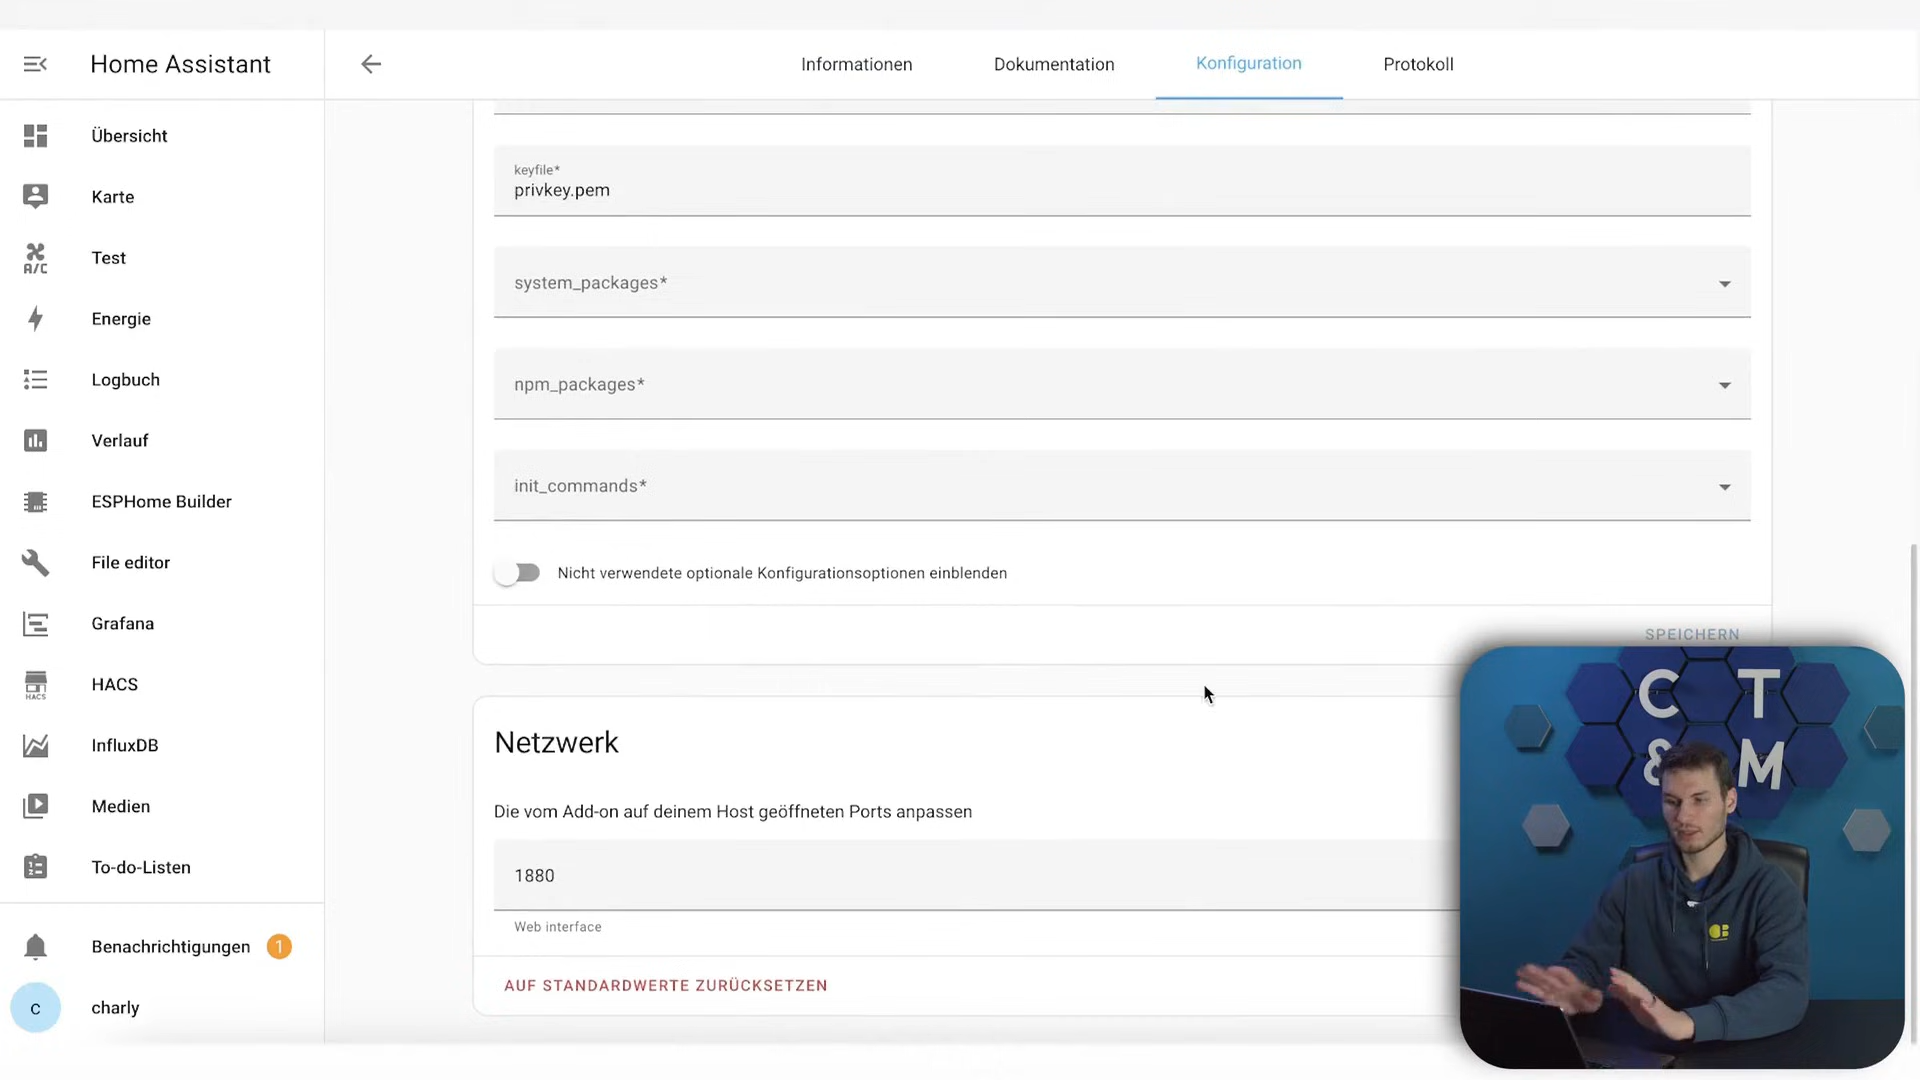 Home Assistant
Informationen
Dokumentation
Konfiguration
Protokoll
Übersicht
Karte
A/C
Test
Energie
Logbuch
Verlauf
ESPHome Builder
File editor
Grafana
HACS
HACS
InfluxDB
Medien
To-do-Listen
Benachrichtigungen 1
C charly
keyfile*
privkey.pem
system_packages*
npm_packages*
init_commands*
Nicht verwendete optionale Konfigurationsoptionen einblenden
SPEICHERN
Netzwerk
Die vom Add-on auf deinem Host geöffneten Ports anpassen
1880
Web interface
AUF STANDARDWERTE ZURÜCKSETZEN
C T
& M